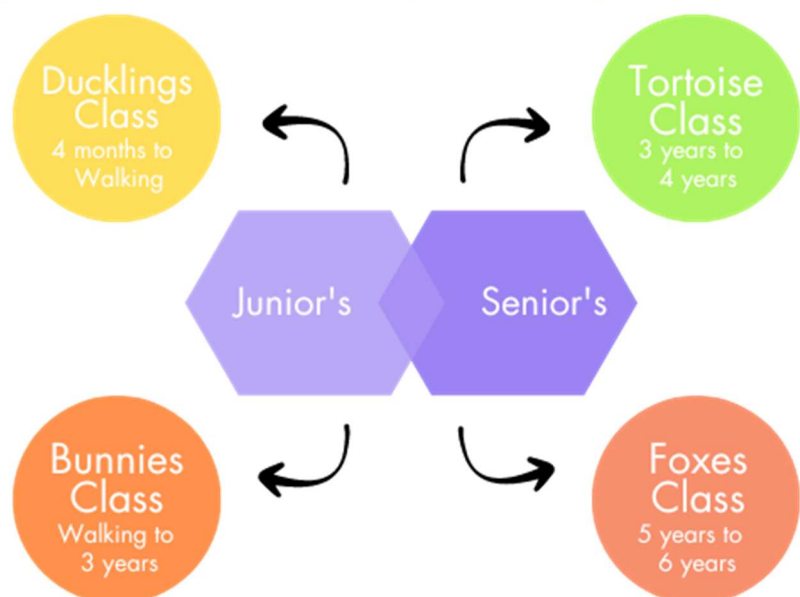 Ducklings
Class
4 months to
Walking
Tortoise
Class
3 years to
4 years
Junior's
Senior's
Bunnies
Class
Walking to
3 years
Foxes
Class
5 years to
6 years